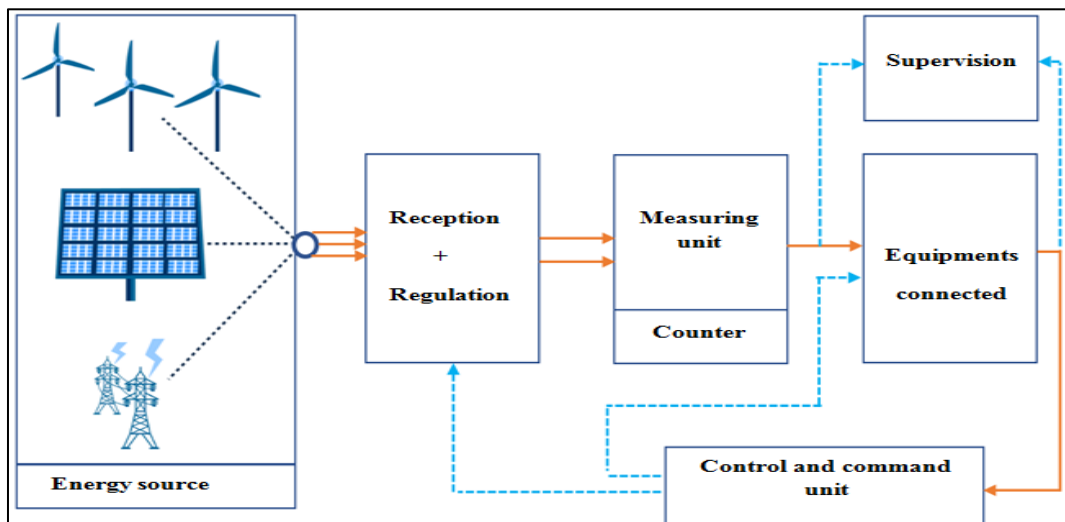 Energy source
Reception
+
Regulation
Measuring
unit
Counter
Supervision
Equipments
connected
Control and command
unit